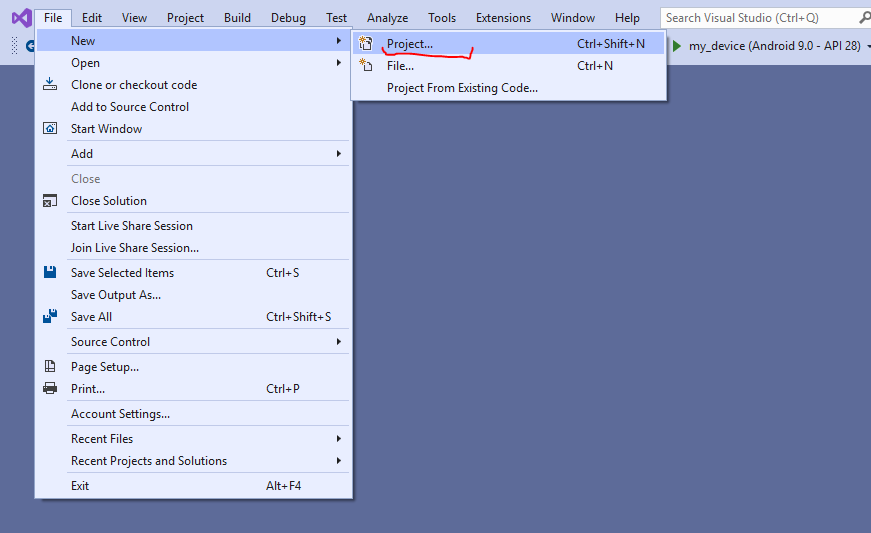 File Edit View Project Build Debug Test Analyze Tools Extensions Window Help Search Visual Studio (Ctrl+Q)
my_device (Android 9.0 - API 28)
New
Project... Ctrl+Shift+N
File... Ctrl+N
Project From Existing Code...
Open
Clone or checkout code
Add to Source Control
Start Window
Add
Close
Close Solution
Start Live Share Session
Join Live Share Session...
Save Selected Items Ctrl+S
Save Output As...
Save All Ctrl+Shift+S
Source Control
Page Setup...
Print... Ctrl+P
Account Settings...
Recent Files
Recent Projects and Solutions
Exit Alt+F4